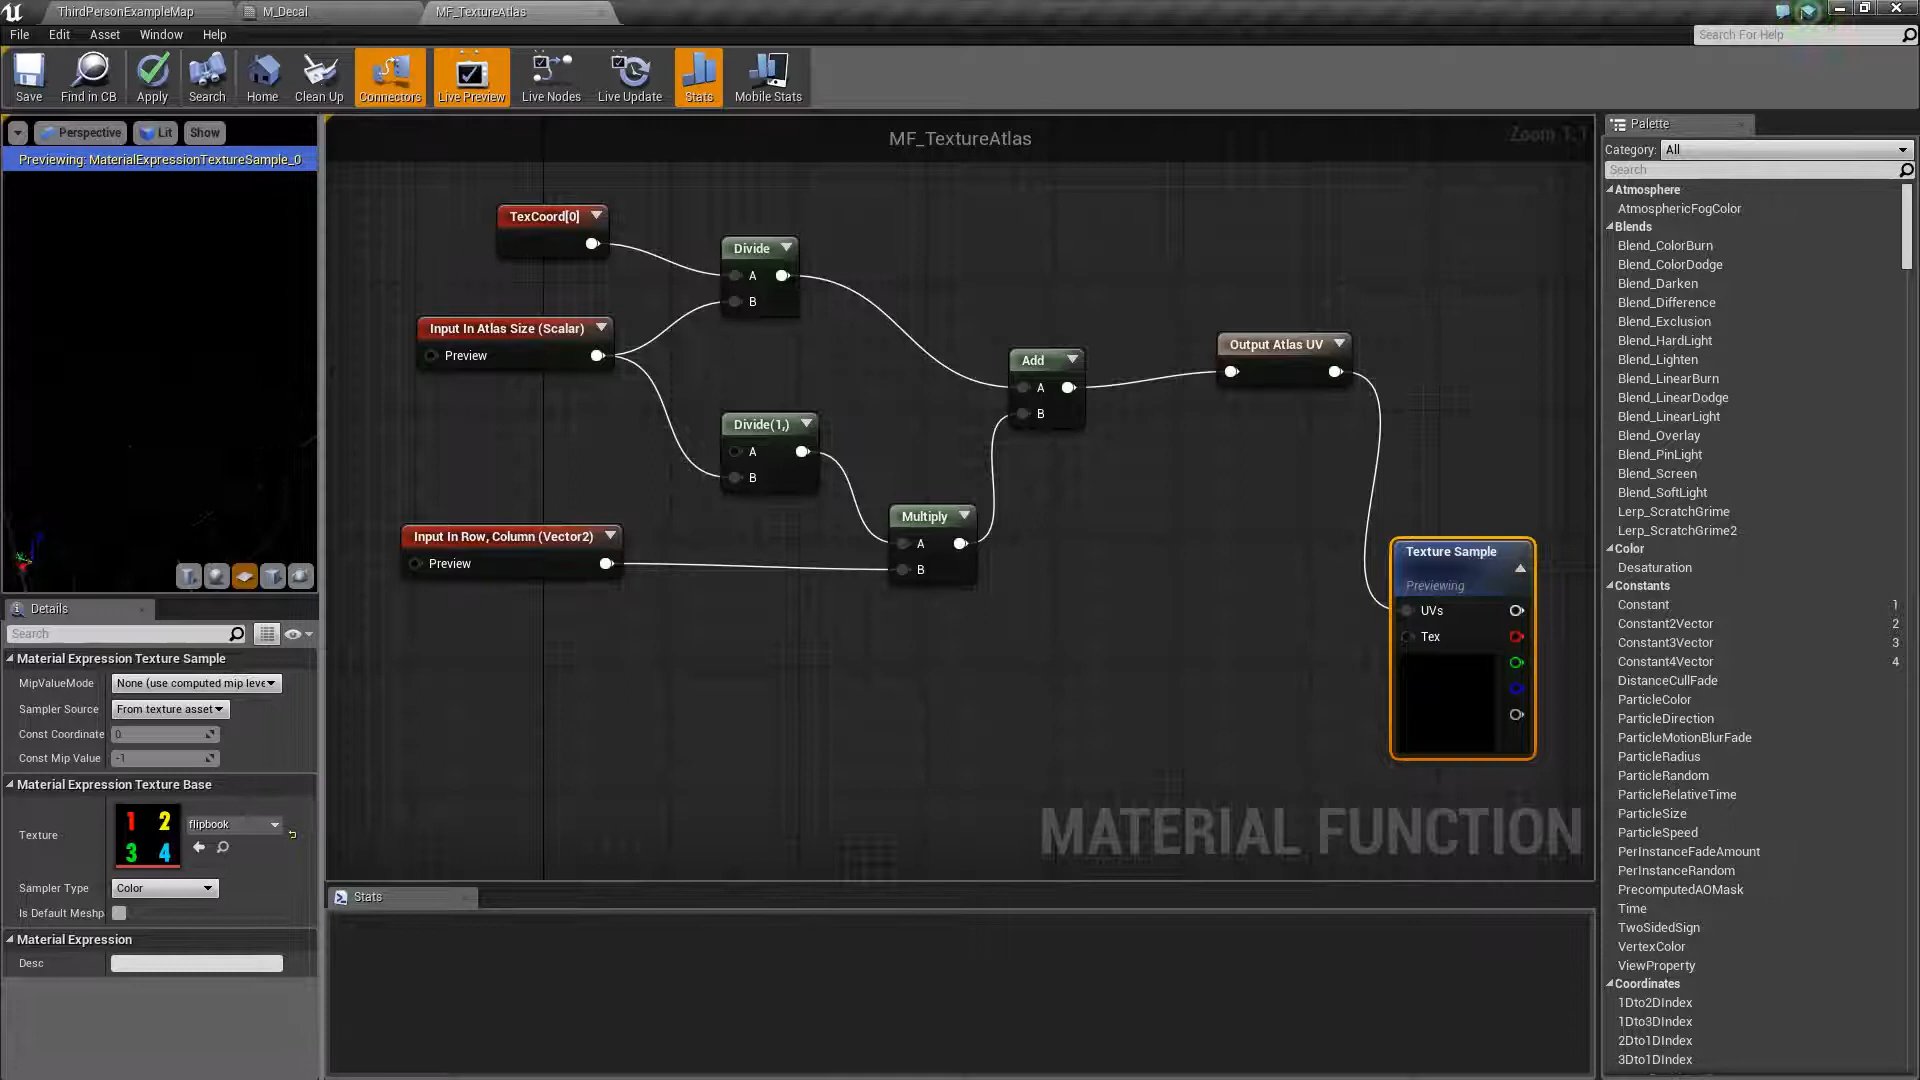 ThirdPersonExampleMap
M_Decal
MF_TextureAtlas
File Edit Asset Window Help
Search For Help
Save
Find in CB
Apply
Search
Home
Clean Up
Connectors
Live Preview
Live Nodes
Live Update
Stats
Mobile Stats
Perspective
Lit
Show
Previewing: MaterialExpressionTextureSample_0
MF_TextureAtlas
Zoom 1:1
TexCoord[0]
Divide
A
B
Input In Atlas Size (Scalar)
Preview
Divide(1,)
A
B
Input In Row, Column (Vector2)
Preview
Multiply
A
B
Add
A
B
Output Atlas UV
Texture Sample
Previewing
UVs
Tex
MATERIAL FUNCTION
Stats
Details
Search
Material Expression Texture Sample
MipValueMode None (use computed mip leve
Sampler Source From texture asset
Const Coordinate 0
Const Mip Value -1
Material Expression Texture Base
Texture
1 2
3 4
flipbook
Sampler Type Color
Is Default Meshp
Material Expression
Desc
Palette
Category: All
Search
Atmosphere
AtmosphericFogColor
Blends
Blend_ColorBurn
Blend_ColorDodge
Blend_Darken
Blend_Difference
Blend_Exclusion
Blend_HardLight
Blend_Lighten
Blend_LinearBurn
Blend_LinearDodge
Blend_LinearLight
Blend_Overlay
Blend_PinLight
Blend_Screen
Blend_SoftLight
Lerp_ScratchGrime
Lerp_ScratchGrime2
Color
Desaturation
Constants
Constant 1
Constant2Vector 2
Constant3Vector 3
Constant4Vector 4
DistanceCullFade
ParticleColor
ParticleDirection
ParticleMotionBlurFade
ParticleRadius
ParticleRandom
ParticleRelativeTime
ParticleSize
ParticleSpeed
PerInstanceFadeAmount
PerInstanceRandom
PrecomputedAOMask
Time
TwoSidedSign
VertexColor
ViewProperty
Coordinates
1Dto2DIndex
1Dto3DIndex
2Dto1DIndex
3Dto1DIndex